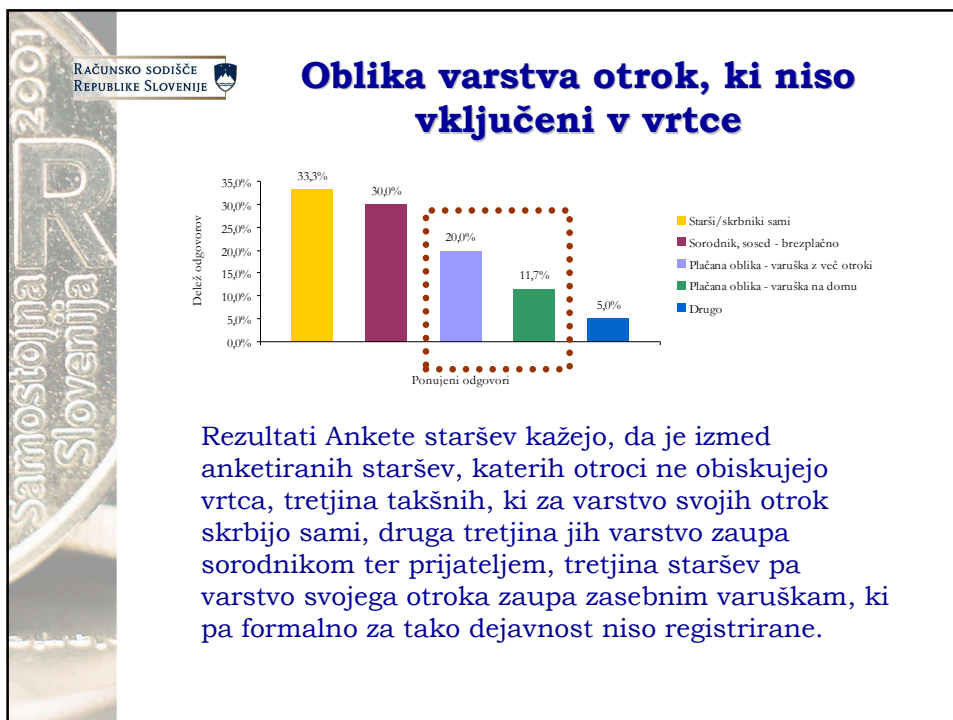 RAČUNSKO SODIŠČE
REPUBLIKE SLOVENIJE
Oblika varstva otrok, ki niso
vključeni v vrtce
2001
R
Samostojna
Slovenija
Delež odgovorov
35,0%
30,0%
25,0%
20,0%
15,0%
10,0%
5,0%
0,0%
33,3%
30,0%
20,0%
11,7%
5,0%
Ponujeni odgovori
Starši/skrbniki sami
Sorodnik, sosed - brezplačno
Plačana oblika - varuška z več otroki
Plačana oblika - varuška na domu
Drugo
Rezultati Ankete staršev kažejo, da je izmed
anketiranih staršev, katerih otroci ne obiskujejo
vrtca, tretjina takšnih, ki za varstvo svojih otrok
skrbijo sami, druga tretjina jih varstvo zaupa
sorodnikom ter prijateljem, tretjina staršev pa
varstvo svojega otroka zaupa zasebnim varuškam, ki
pa formalno za tako dejavnost niso registrirane.